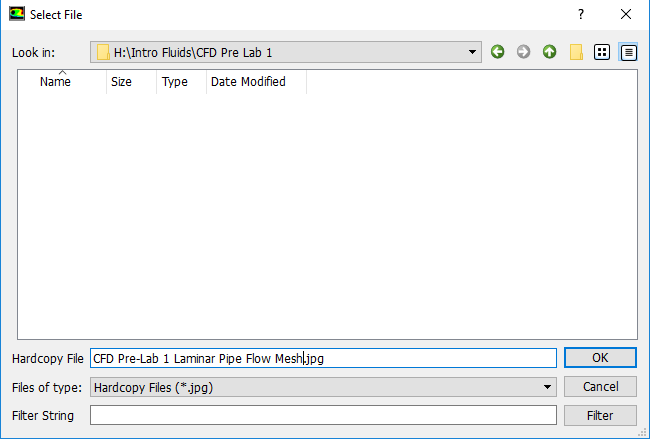 Select File
?
Look in: H:\Intro Fluids\CFD Pre Lab 1
Name Size Type Date Modified
Hardcopy File CFD Pre-Lab 1 Laminar Pipe Flow Mesh.jpg OK
Files of type: Hardcopy Files (*.jpg) Cancel
Filter String Filter